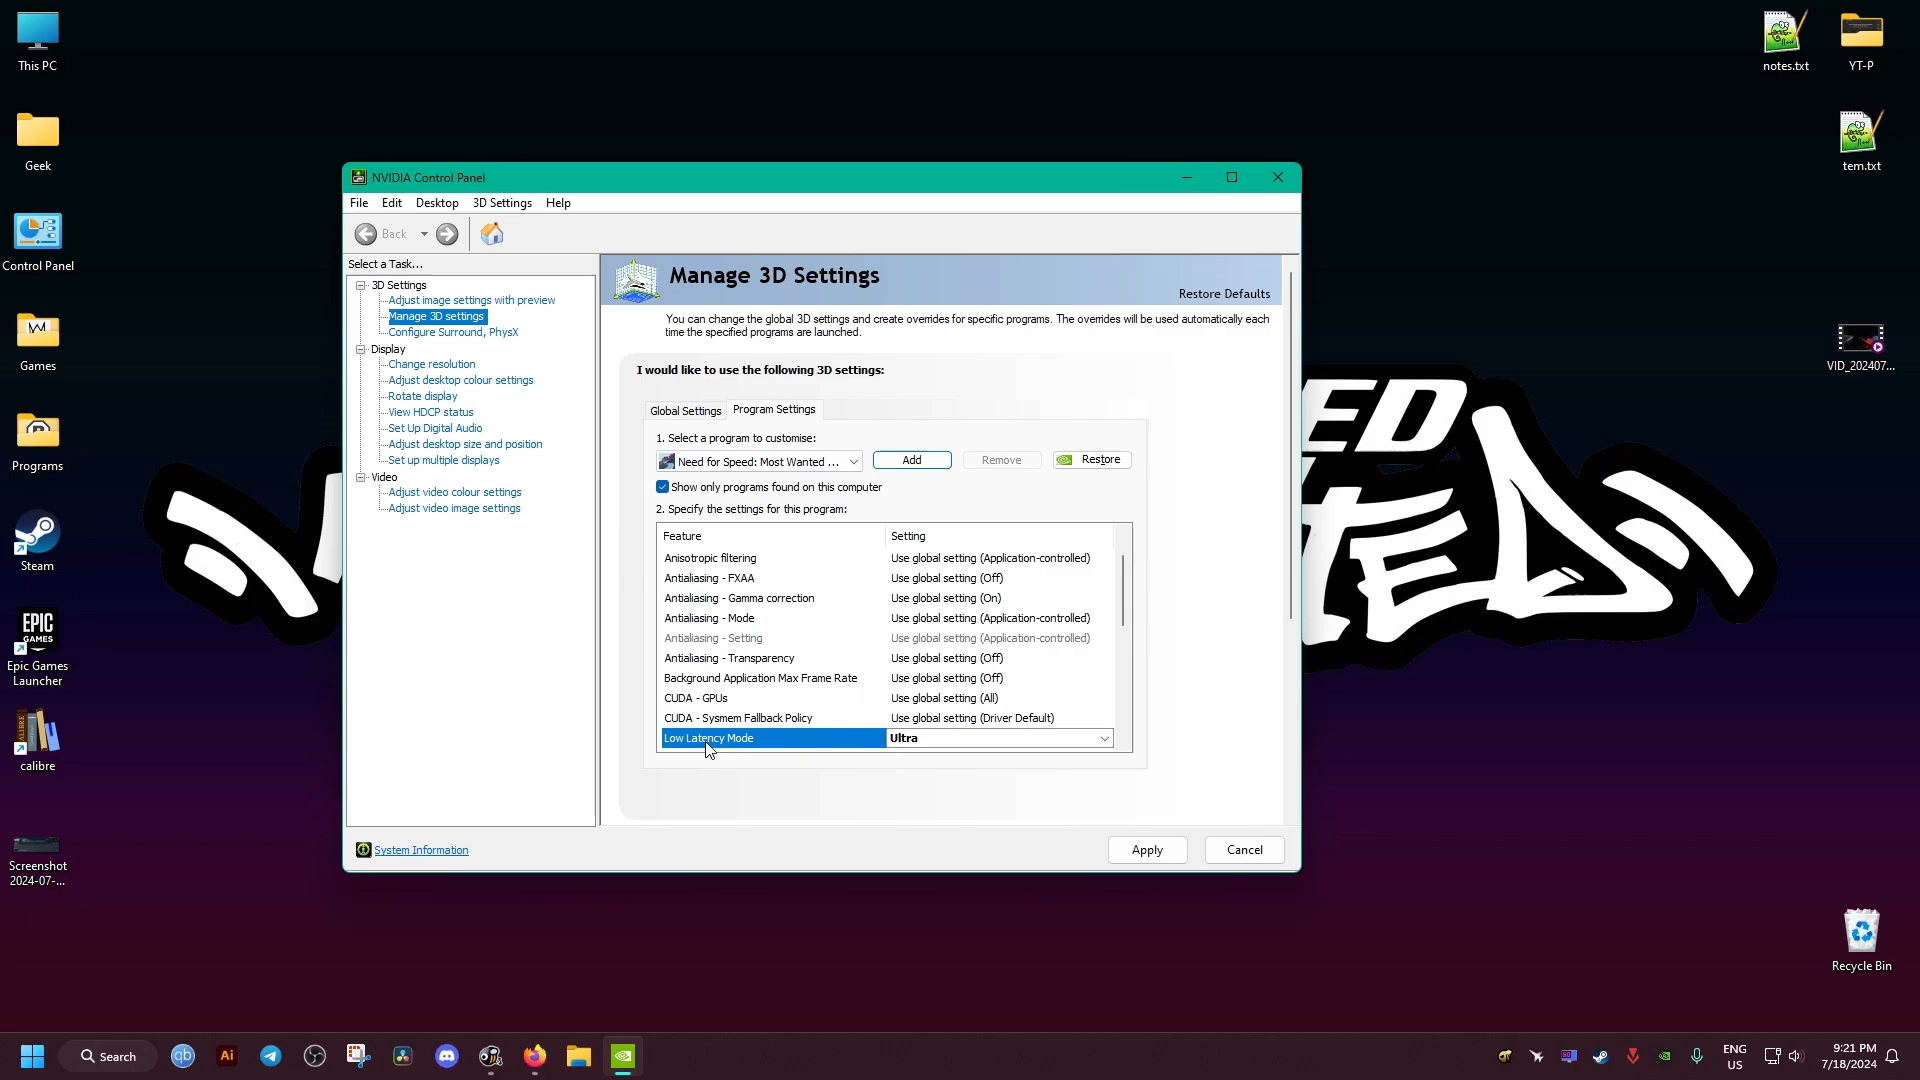 This PC
Geek
Control Panel
Games
Programs
Steam
EPIC
GAMES
Epic Games
Launcher
CALIBRE
calibre
Screenshot
2024-07-...
notes.txt
YT-P
tem.txt
VID_202407...
Recycle Bin
NVIDIA Control Panel
File Edit Desktop 3D Settings Help
Back
Select a Task...
3D Settings
Adjust image settings with preview
Manage 3D settings
Configure Surround, PhysX
Display
Change resolution
Adjust desktop colour settings
Rotate display
View HDCP status
Set Up Digital Audio
Adjust desktop size and position
Set up multiple displays
Video
Adjust video colour settings
Adjust video image settings
System Information
Manage 3D Settings
Restore Defaults
You can change the global 3D settings and create overrides for specific programs. The overrides will be used automatically each
time the specified programs are launched.
I would like to use the following 3D settings:
Global Settings Program Settings
1. Select a program to customise:
Need for Speed: Most Wanted ... Add Remove Restore
Show only programs found on this computer
2. Specify the settings for this program:
Feature Setting
Anisotropic filtering Use global setting (Application-controlled)
Antialiasing - FXAA Use global setting (Off)
Antialiasing - Gamma correction Use global setting (On)
Antialiasing - Mode Use global setting (Application-controlled)
Antialiasing - Setting Use global setting (Application-controlled)
Antialiasing - Transparency Use global setting (Off)
Background Application Max Frame Rate Use global setting (Off)
CUDA - GPUs Use global setting (All)
CUDA - Sysmem Fallback Policy Use global setting (Driver Default)
Low Latency Mode Ultra
Apply Cancel
ED
TED
Search
qb
Ai
ENG
US
9:21 PM
7/18/2024